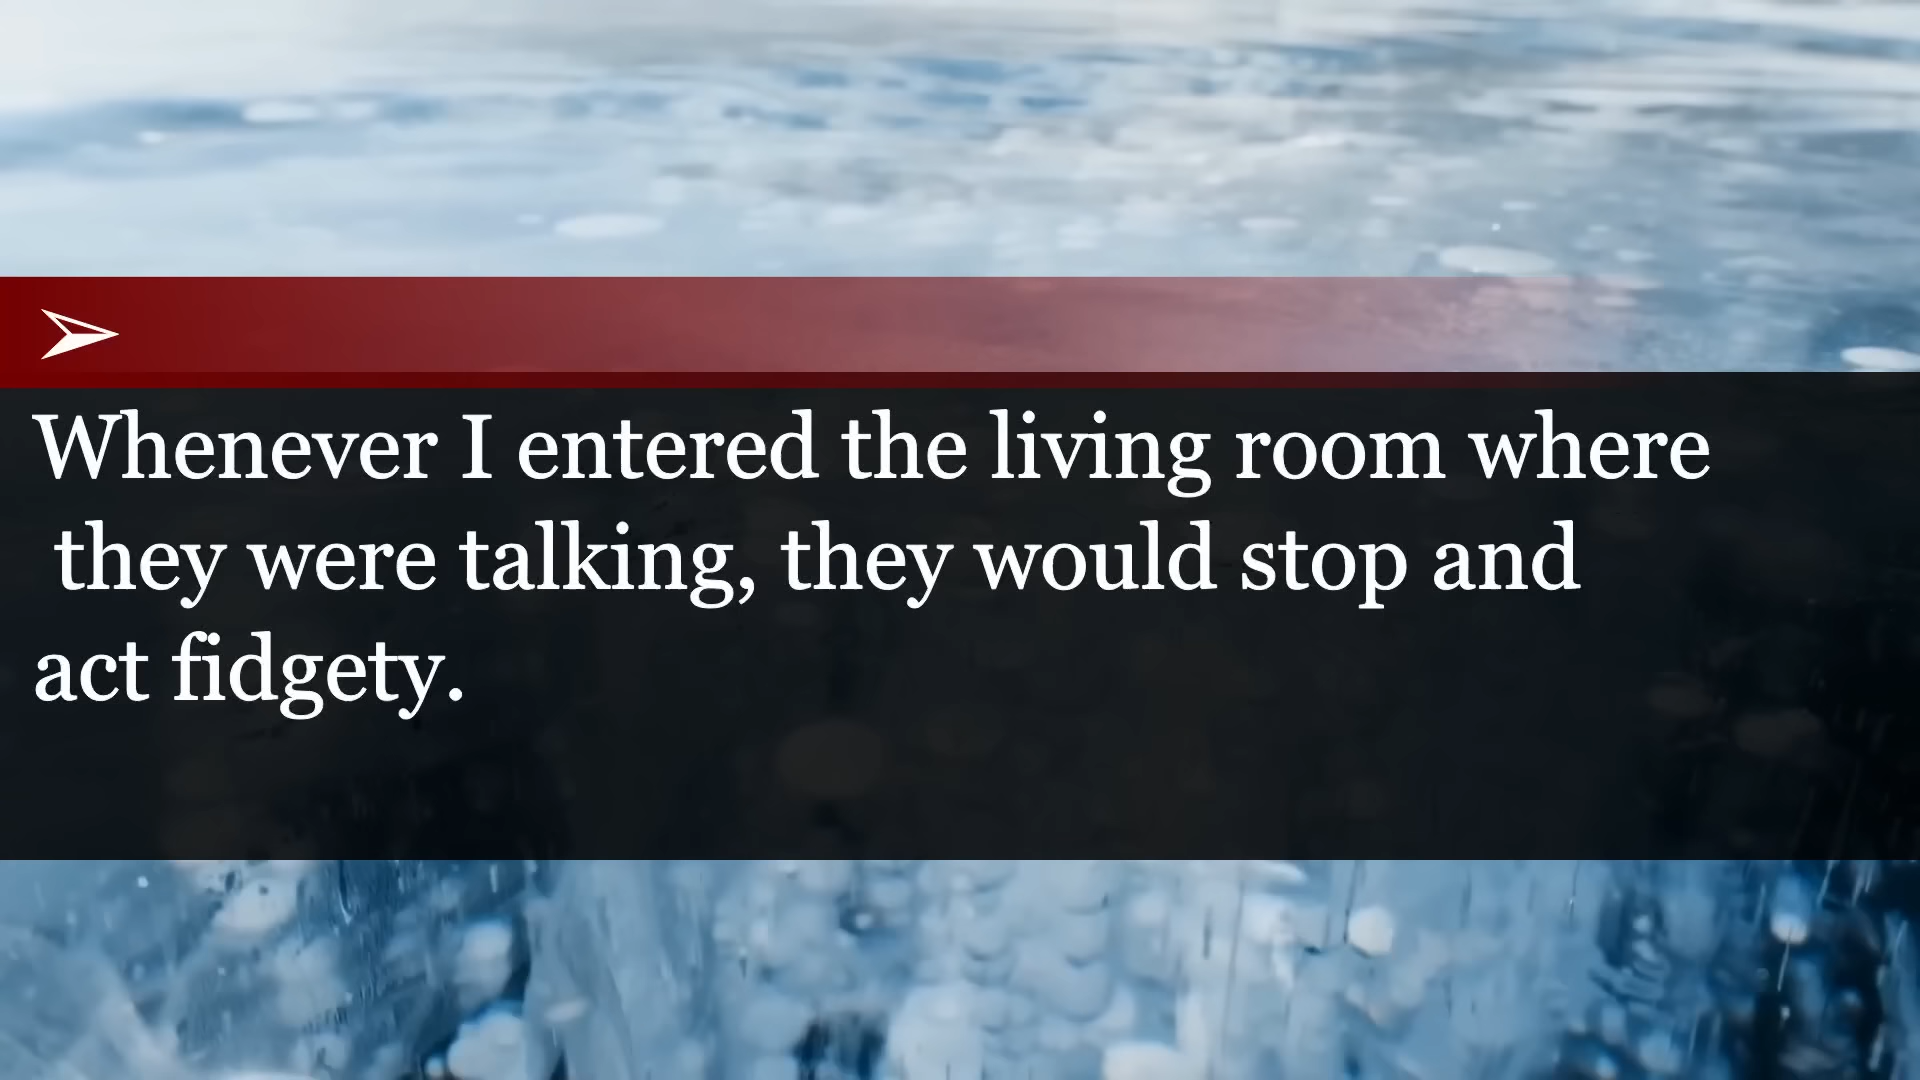 Whenever I entered the living room where
they were talking, they would stop and
act fidgety.